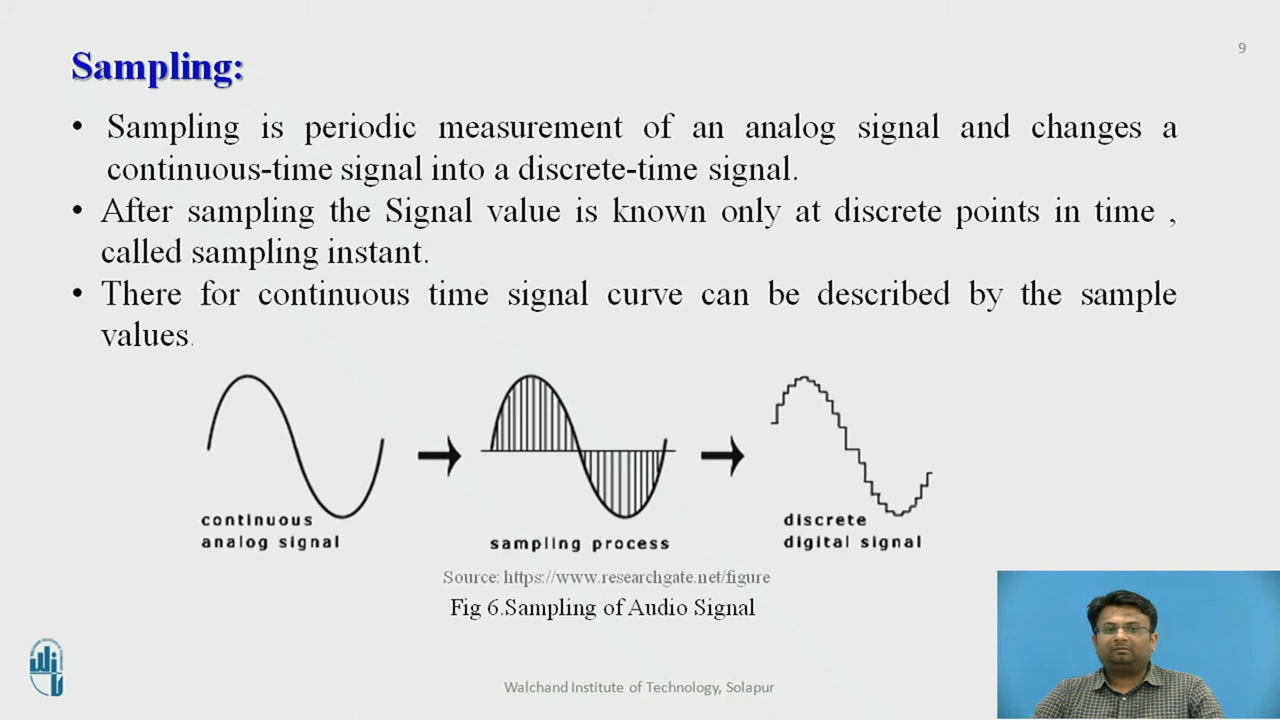 9
Sampling:
• Sampling is periodic measurement of an analog signal and changes a
continuous-time signal into a discrete-time signal.
• After sampling the Signal value is known only at discrete points in time ,
called sampling instant.
• There for continuous time signal curve can be described by the sample
values.
continuous
analog signal
sampling process
discrete
digital signal
Source: https://www.researchgate.net/figure
Fig 6.Sampling of Audio Signal
Walchand Institute of Technology, Solapur